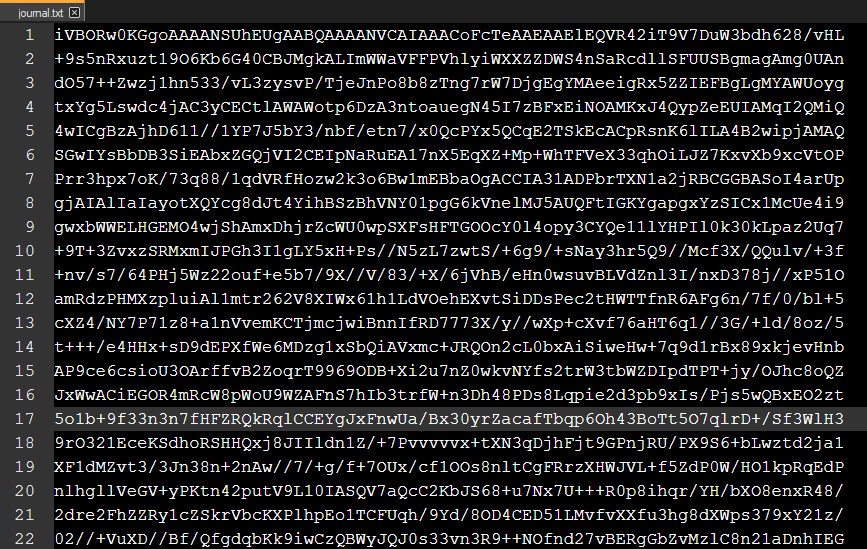 journal.txt
1 iVBORw0KGgoAAAANSUhEUgAABQAAAANVCAIAAACoFcTeAAEAAElEQVR42iT9V7DuW3bdh628/vHL
2 +9s5nRxuzt19O6Kb6G40CBJMgkALImWWaVFFPVhlyiWXXZZDWS4nSaRcdllSFUUSBgmagAmg0UAn
3 dO57++Zwzj1hn533/vL3zysvP/TjeJnPo8b8zTng7rW7DjgEgYMAeeigRx5ZZIEFBgLgMYAWUoyg
4 txYg5Lswdc4jAC3yCECtlAWAWotp6DzA3ntoauegN45I7zBFxEiNOAMKxJ4QypZeEUIAMqI2QMiQ
5 4wICgBzAjhD611//1YP7J5bY3/nbf/etn7/x0QcPYx5QCqE2TSkEcACpRsnK6lILA4B2wipjAMAQ
6 SGwIYsBbDB3SiEAbxZGQjVI2CEIpNaRuEA17nX5EqXZ+Mp+WhTFVeX33qhOiLJZ7KxvXb9xcVtOP
7 Prr3hpx7oK/73q88/1qdVRfHozw2k3o6Bw1mEBbaOgACCIA31ADPbrTXN1a2jRBCGGBASoI4arUp
8 gjAIAlIaIayotXQYcg8dJt4YihBSzBhVNY01pgG6kVnelMJ5AUQFtIGKYgapgxYzSICx1McUe4i9
9 gwxbWWELHGEMO4wjShAmxDhjrZcWU0wpSXFsHFTGOOcY0l4opy3CYQe11lYHPIl0k30kLpaz2Uq7
10 +9T+3ZvxzSRMxmIJPGh3I1gLY5xH+Ps//N5zL7zwtS/+6g9/+sNay3hr5Q9//Mcf3X/QQulv/+3f
11 +nv/s7/64PHj5Wz22ouf+e5b7/9X//V/83/+X/6jVhB/eHn0wsuvBLVdZnl3I/nxD378j//xP51O
12 amRdzPHMXzpluiAl1mtr262V8XIWx61h1LdVOehEXvtSiDDsPec2tHWTTfnR6AFg6n/7f/0/bl+5
13 cXZ4/NY7P71z8+a1nVvemKCTjmcjwiBnnIfRD7773X/y//wXp+cXvf76aHT6q1//3G/+ld/8oz/5
14 t+++/e4HHx+sD9dEPXfWe6MDzg1xSbQiAVxmc+JRQOn2cL0bxAiSiweHw+7q9d1rBx89xkjevHnb
15 AP9ce6csioU3OArffvB2ZoqrT9969ODB+Xi2u7nZ0wkvNYfs2trW3tbWZDIpdTPT+jy/OJhc8oQZ
16 JxWwACiEGOR4mRcW8pWoU9WZAFnS7hIb3trfW+n3Dh48PDs8Lqpie2d3pb9xIs/Pjs5wQBxEO2zt
17 5o1b+9f33n3n7fHFZRQkRqlCCEYgJxFnwUa/Bx30yrZacafTbqp6Oh43BoTt5O7qlrD+/Sf3WlH3
18 9rO321EceKSdhoRSHHQxj8JIIldn1Z/+7Pvvvvvx+tXN3qDjhFjt9GPnjRU/PX9S6+bLwztd2ja1
19 XF1dMZvt3/3Jn38n+2nAw//7/+g/f+7OUx/cf1OOs8nltCgFRrzXHWJVL+f5ZdP0W/HO1kpRqEdP
20 nlhgllVeGV+yPKtn42putV9L10IASQV7aQcC2KbJS68+u7Nx7U+++R0p8ihqr/YH/bXO8enxR48/
21 2dre2FhZZRy1cZSkrVbcKXPlhpEo1TCFUqh/9Yd/8OD4CED51LMvfvXXfu3hg8dXWps379xY21z/
22 02//+VuXD//Bf/QfgdqbKk9iwCzQBWyJQJ0s33vn3R9++NOfnd27vBERgGbzvMzlC8n21aDnhIEG